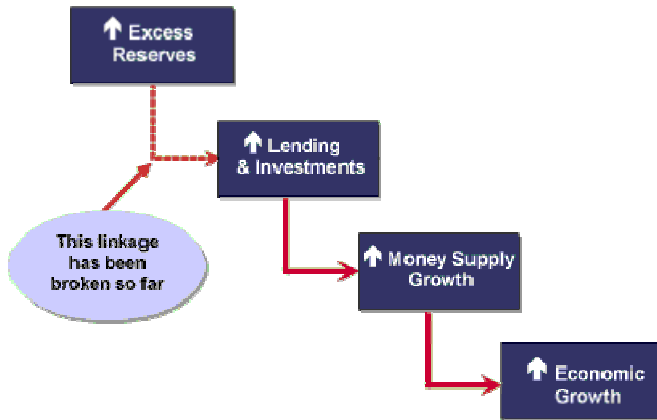 Excess
Reserves
Lending
& Investments
This linkage
has been
broken so far
Money Supply
Growth
Economic
Growth